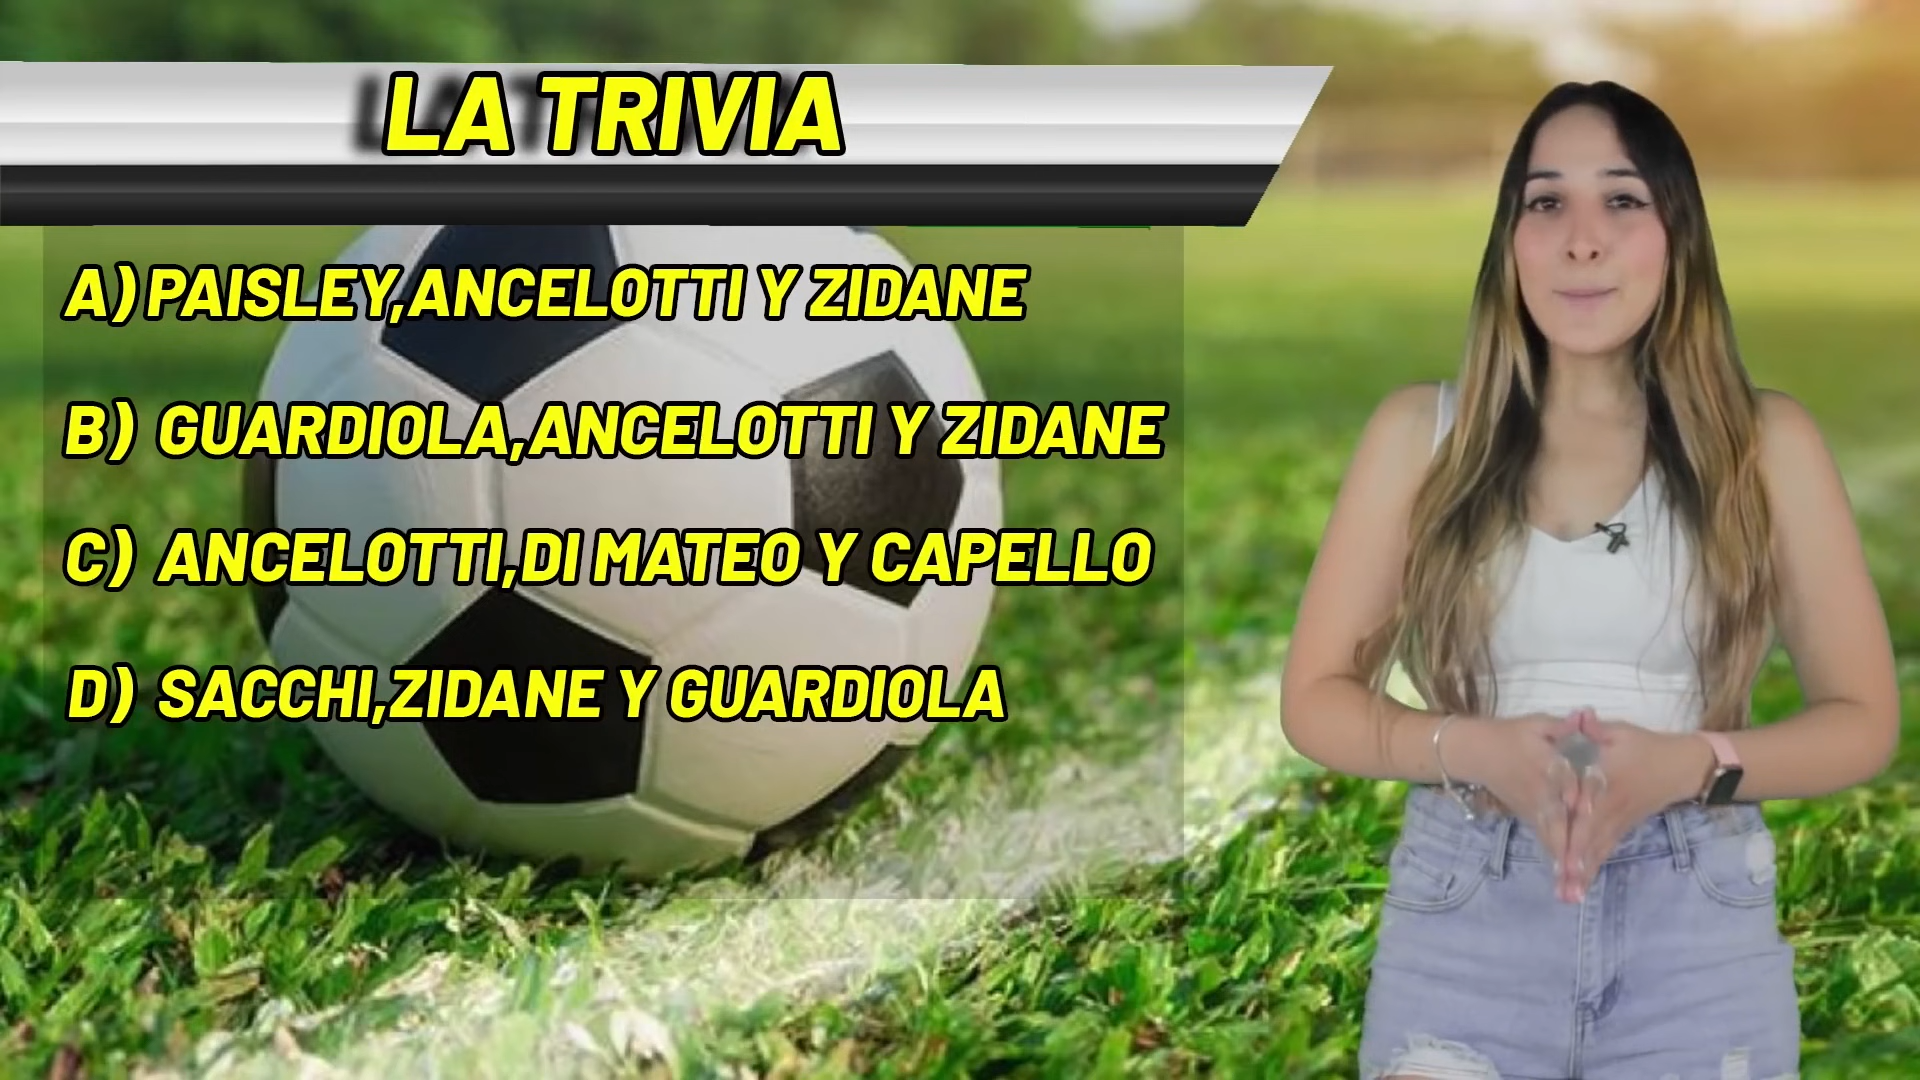 LA TRIVIA
A) PAISLEY,ANCELOTTI Y ZIDANE
B) GUARDIOLA,ANCELOTTI Y ZIDANE
C) ANCELOTTI,DI MATEO Y CAPELLO
D) SACCHI,ZIDANE Y GUARDIOLA